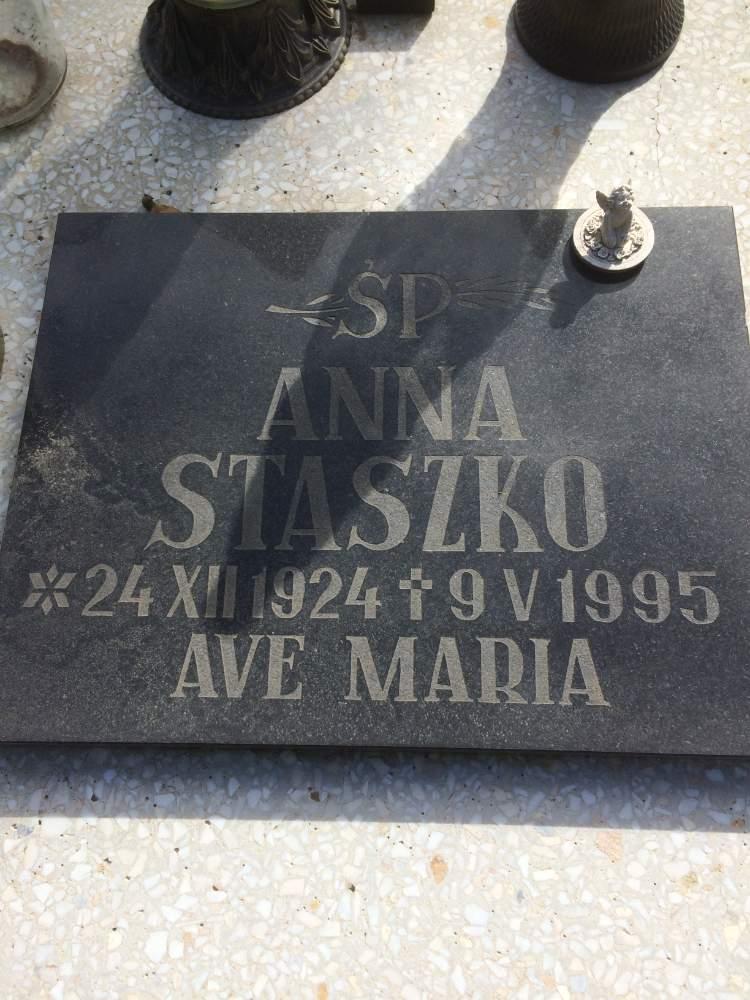 ŚP
ANNA
STASZKO
* 24 XII 1924 ✝ 9 V 1995
AVE MARIA